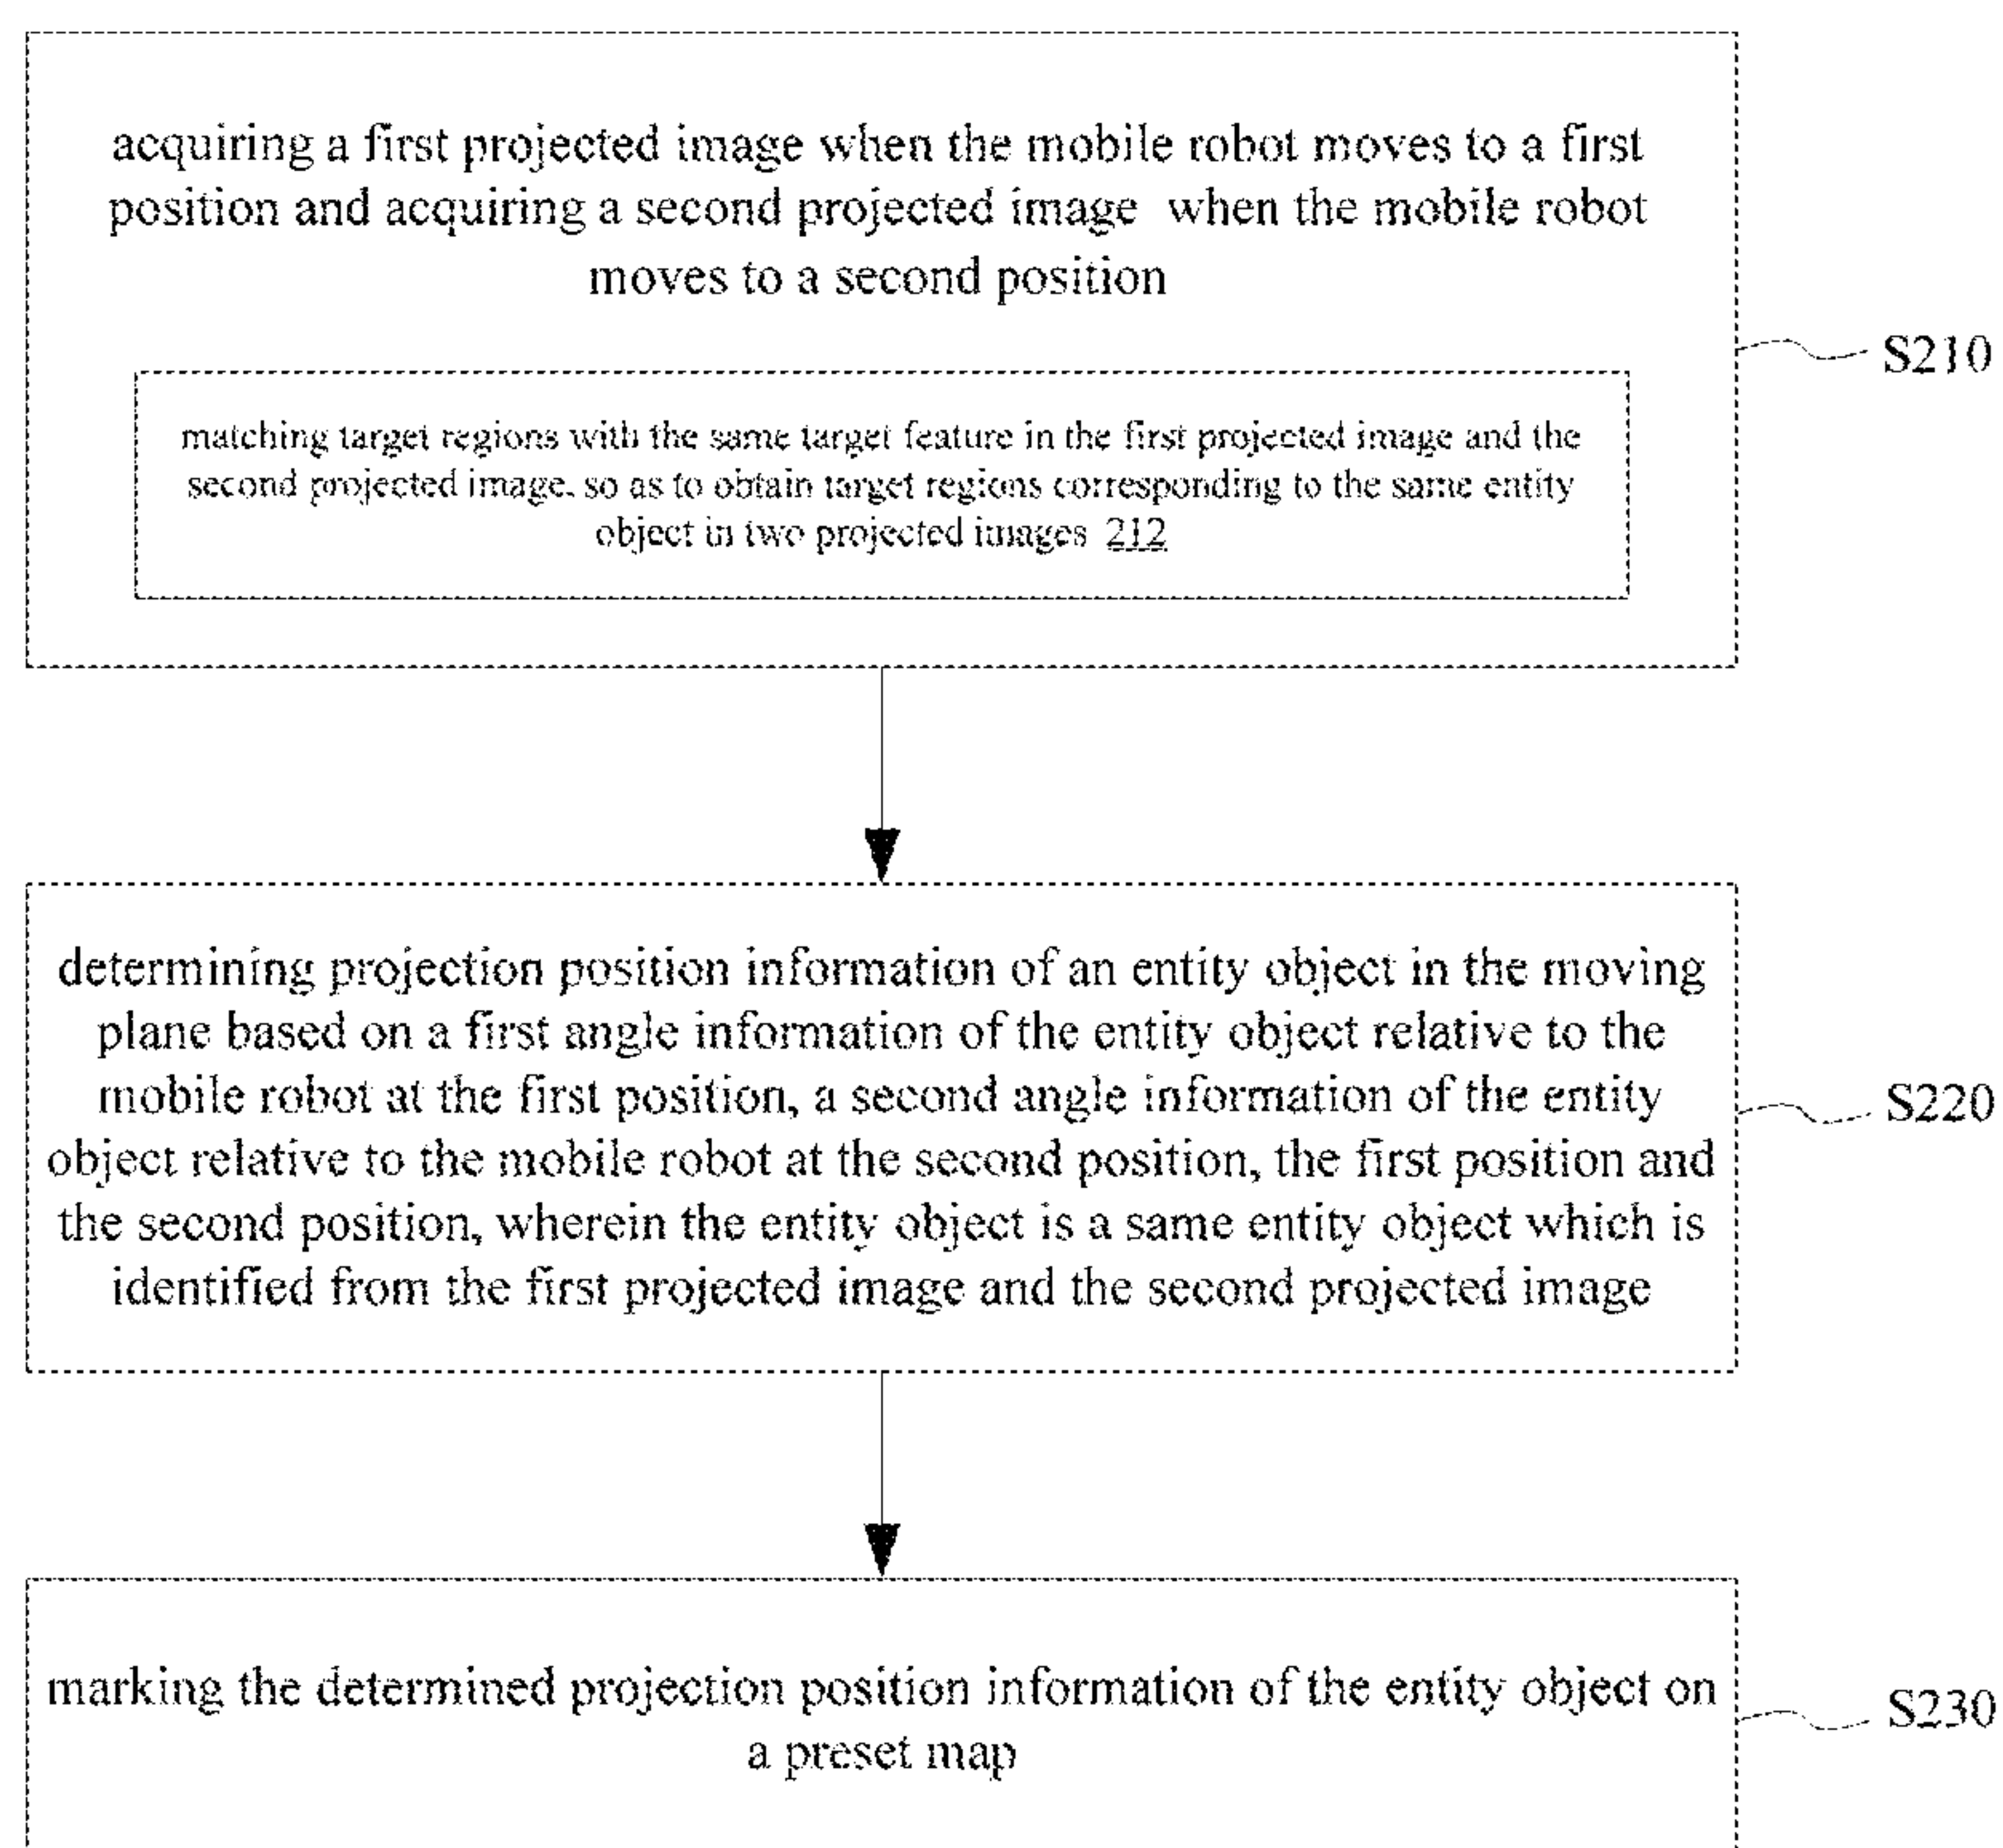 acquiring a first projected image when the mobile robot moves to a first
position and acquiring a second projected image when the mobile robot
moves to a second position
S210
matching target regions with the same target feature in the first projected image and the
second projected image, so as to obtain target regions corresponding to the same entity
object in two projected images 212
determining projection position information of an entity object in the moving
plane based on a first angle information of the entity object relative to the
mobile robot at the first position, a second angle information of the entity
object relative to the mobile robot at the second position, the first position and
the second position, wherein the entity object is a same entity object which is
identified from the first projected image and the second projected image
S220
marking the determined projection position information of the entity object on
a preset map
S230